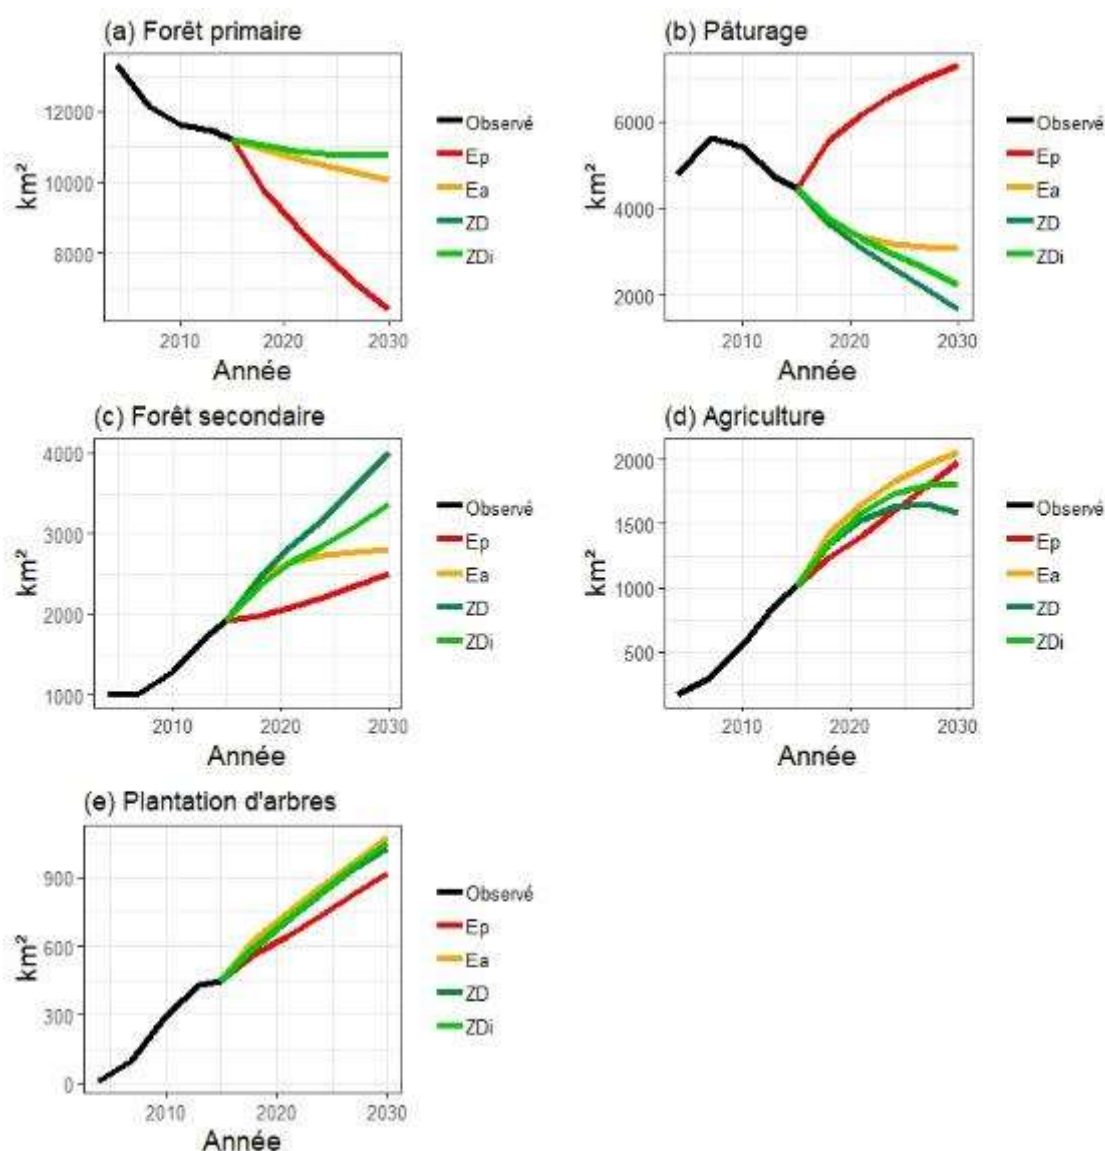 (a) Forêt primaire
km²
12000
10000
8000
2010
2020
2030
Année
Observé
Ep
Ea
ZD
ZDi
(b) Pâturage
km²
6000
4000
2000
2010
2020
2030
Année
Observé
Ep
Ea
ZD
ZDi
(c) Forêt secondaire
km²
4000
3000
2000
1000
2010
2020
2030
Année
Observé
Ep
Ea
ZD
ZDi
(d) Agriculture
km²
2000
1500
1000
500
2010
2020
2030
Année
Observé
Ep
Ea
ZD
ZDi
(e) Plantation d'arbres
km²
900
600
300
0
2010
2020
2030
Année
Observé
Ep
Ea
ZD
ZDi